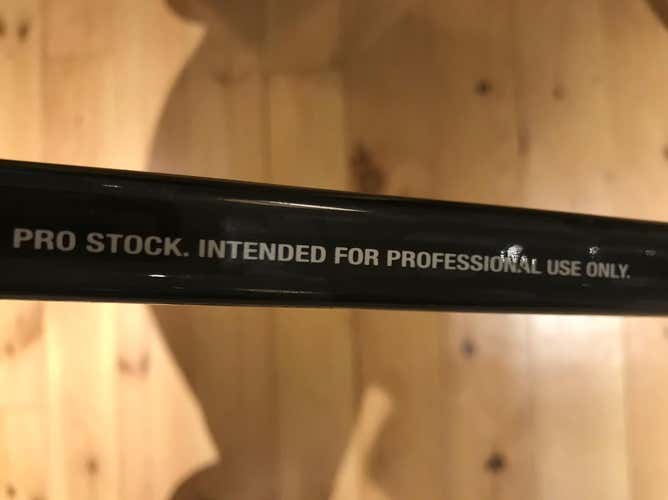 PRO STOCK. INTENDED FOR PROFESSIONAL USE ONLY.